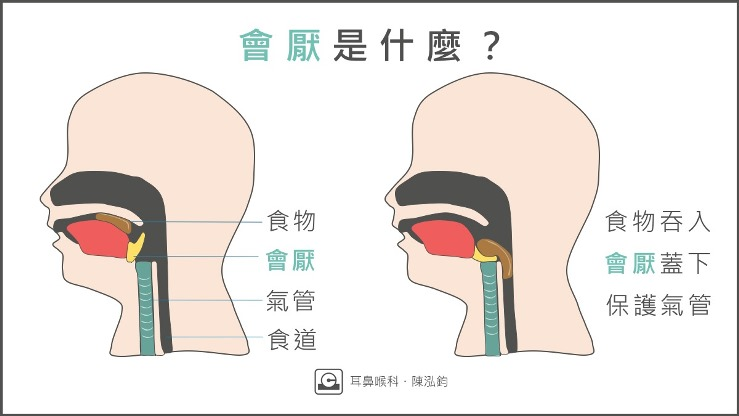 會厭是什麼？
食物
會厭
氣管
食道
食物吞入
會厭蓋下
保護氣管
耳鼻喉科·陳泓鈞